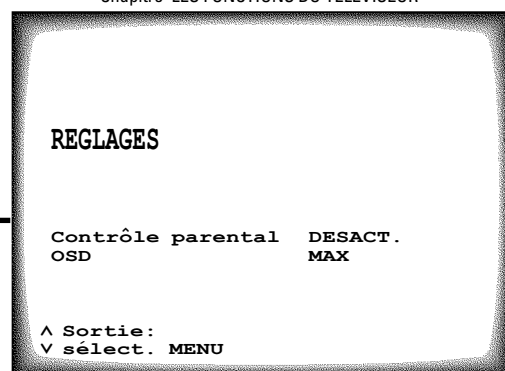 REGLAGES
Contrôle parental DESACT.
OSD MAX
∧ Sortie:
∨ sélect. MENU